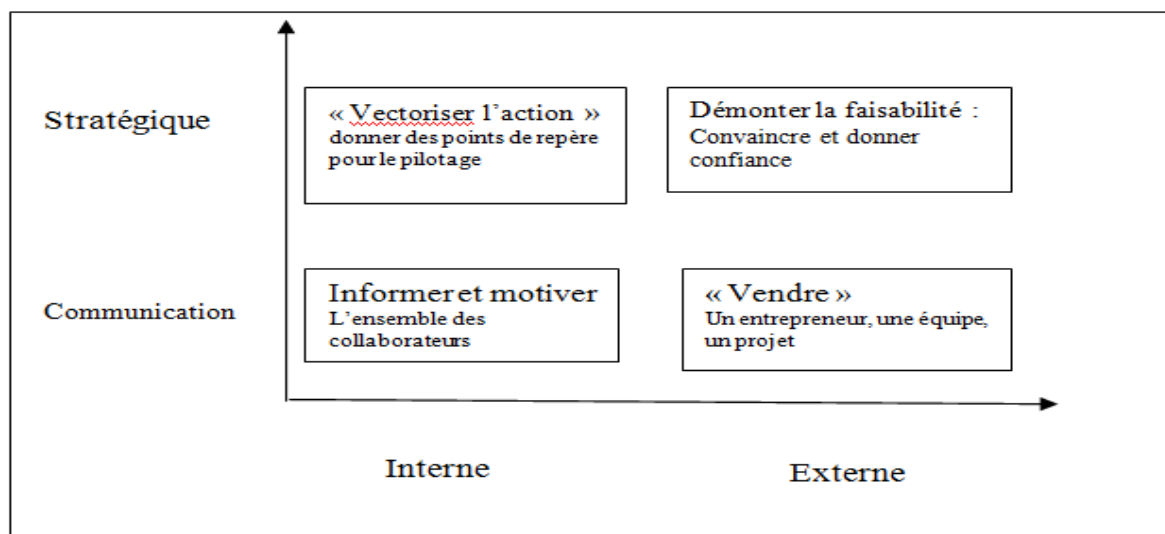 Stratégique
« Vectoriser l’action »
donner des points de repère
pour le pilotage
Démonter la faisabilité :
Convaincre et donner
confiance
Communication
Informer et motiver
L’ensemble des
collaborateurs
« Vendre »
Un entrepreneur, une équipe,
un projet
Interne
Externe